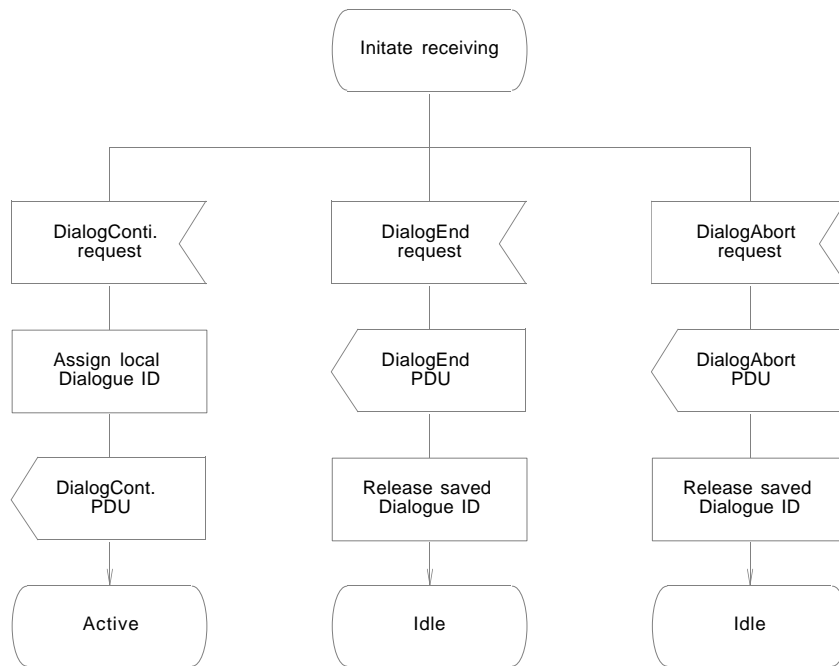 Initate receiving
DialogConti.
request
DialogEnd
request
DialogAbort
request
Assign local
Dialogue ID
DialogEnd
PDU
DialogAbort
PDU
DialogCont.
PDU
Release saved
Dialogue ID
Release saved
Dialogue ID
Active
Idle
Idle